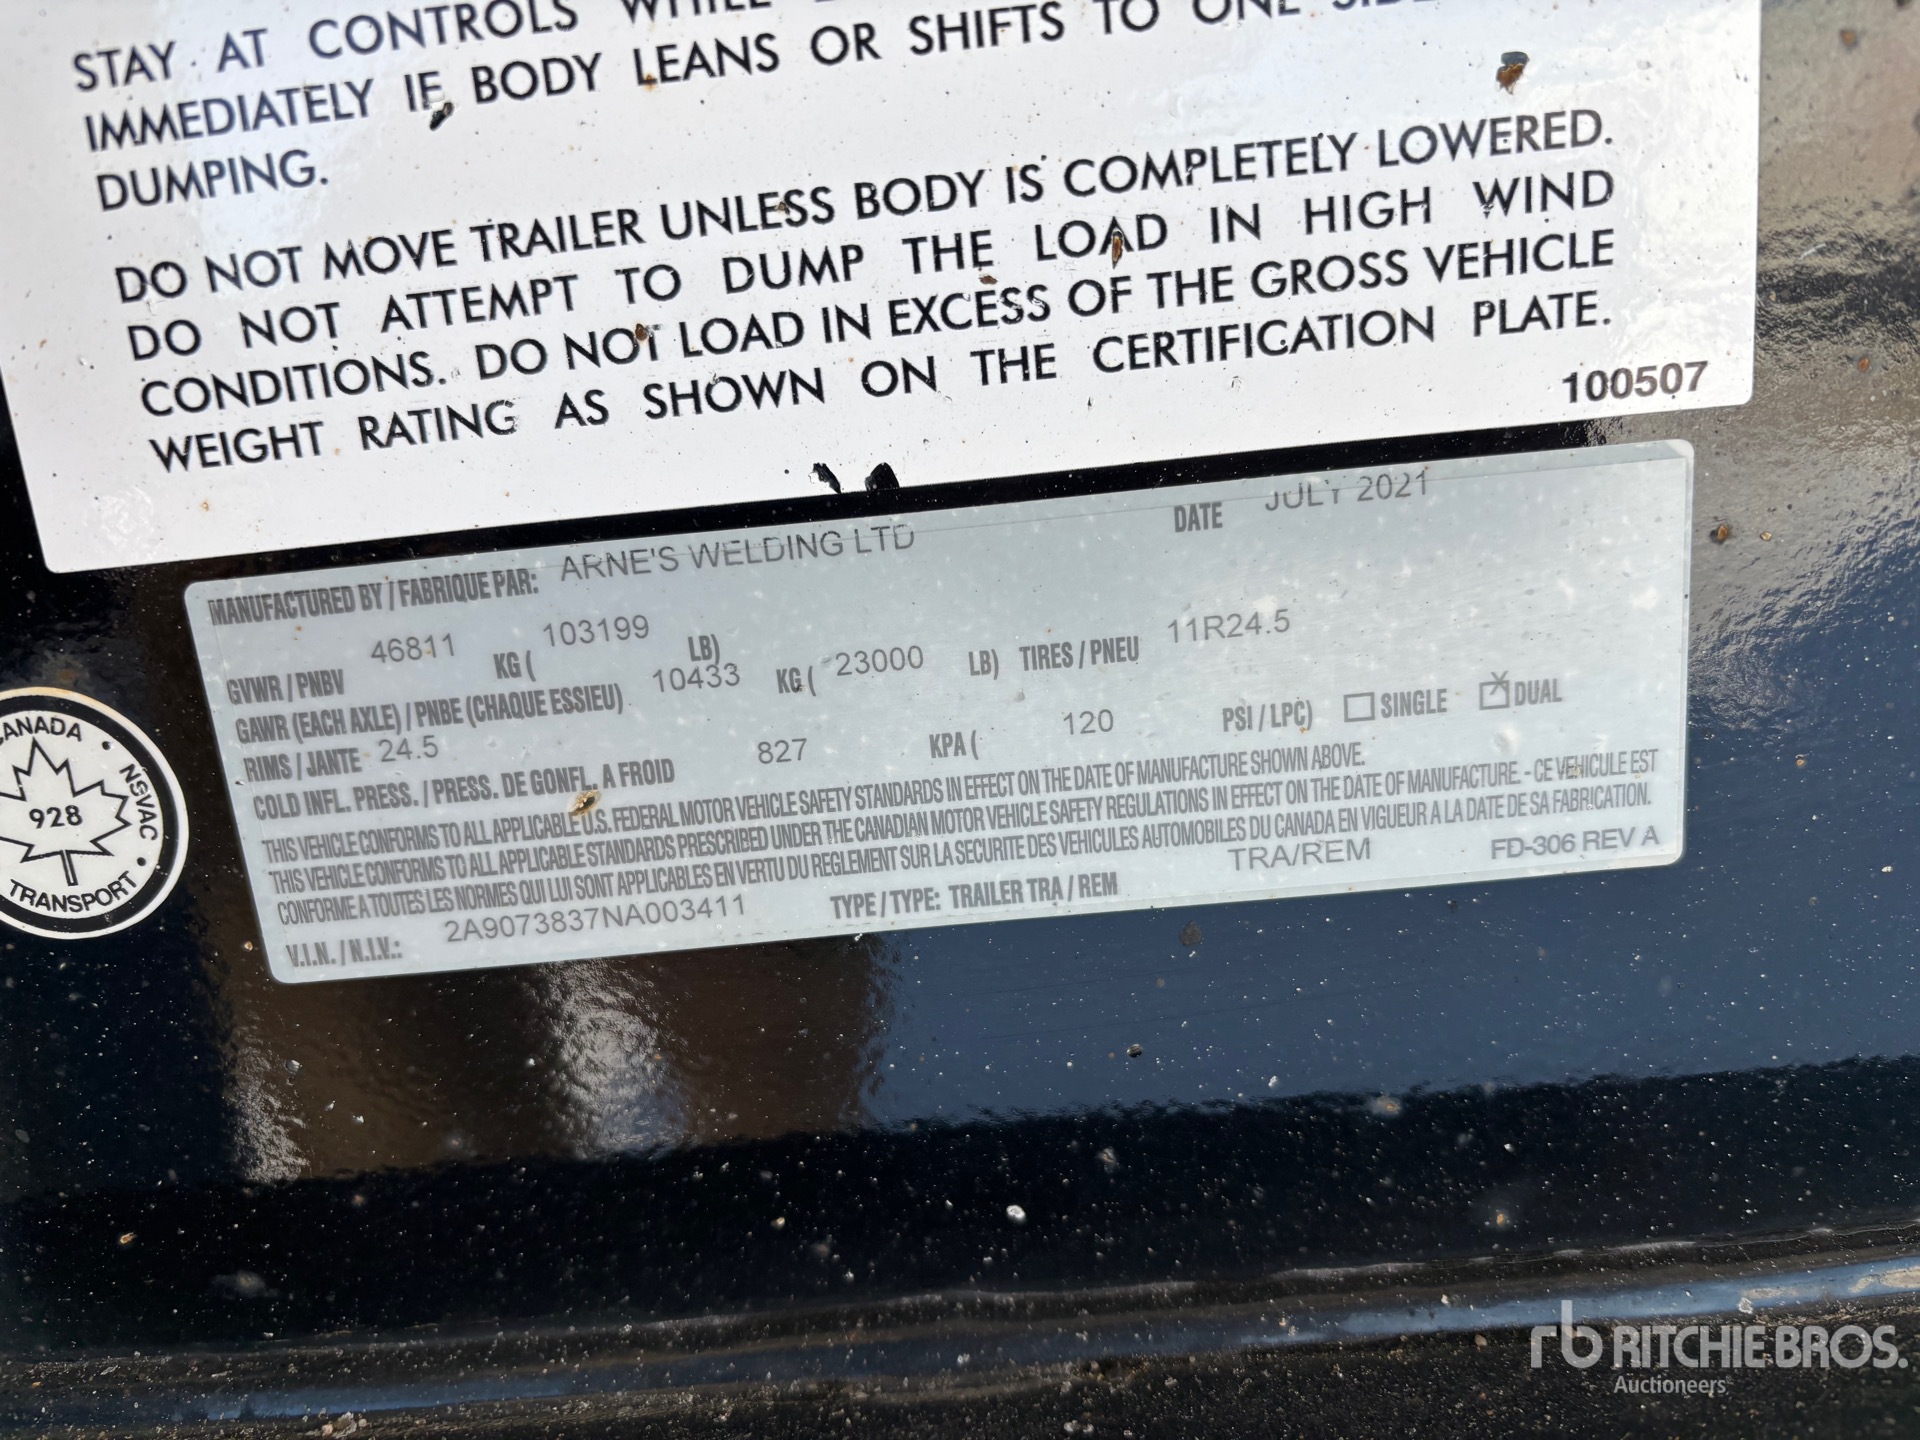 STAY AT CONTROLS WHILE
IMMEDIATELY IF BODY LEANS OR SHIFTS TO ONE
DUMPING.
DO NOT MOVE TRAILER UNLESS BODY IS COMPLETELY LOWERED.
DO NOT ATTEMPT TO DUMP THE LOAD IN HIGH WIND
CONDITIONS. DO NOT LOAD IN EXCESS OF THE GROSS VEHICLE
WEIGHT RATING AS SHOWN ON THE CERTIFICATION PLATE.
100507
MANUFACTURED BY / FABRIQUE PAR: ARNE'S WELDING LTD DATE JULY 2021
GVWR / PNBV 46811 KG ( 103199 LB)
GAWR (EACH AXLE) / PNBE (CHAQUE ESSIEU) 10433 KG ( 23000 LB) TIRES / PNEU 11R24.5
RIMS / JANTE 24.5
COLD INFL. PRESS. / PRESS. DE GONFL. A FROID 827 KPA ( 120 PSI / LPC) SINGLE X DUAL
THIS VEHICLE CONFORMS TO ALL APPLICABLE U.S. FEDERAL MOTOR VEHICLE SAFETY STANDARDS IN EFFECT ON THE DATE OF MANUFACTURE SHOWN ABOVE.
THIS VEHICLE CONFORMS TO ALL APPLICABLE STANDARDS PRESCRIBED UNDER THE CANADIAN MOTOR VEHICLE SAFETY REGULATIONS IN EFFECT ON THE DATE OF MANUFACTURE. - CE VEHICULE EST
CONFORME A TOUTES LES NORMES QUI LUI SONT APPLICABLES EN VERTU DU REGLEMENT SUR LA SECURITE DES VEHICULES AUTOMOBILES DU CANADA EN VIGUEUR A LA DATE DE SA FABRICATION.
V.I.N. / N.I.V.: 2A9073837NA003411 TYPE / TYPE: TRAILER TRA / REM TRA/REM FD-306 REV A
CANADA
NSVAC
928
TRANSPORT
rb RITCHIE BROS.
Auctioneers